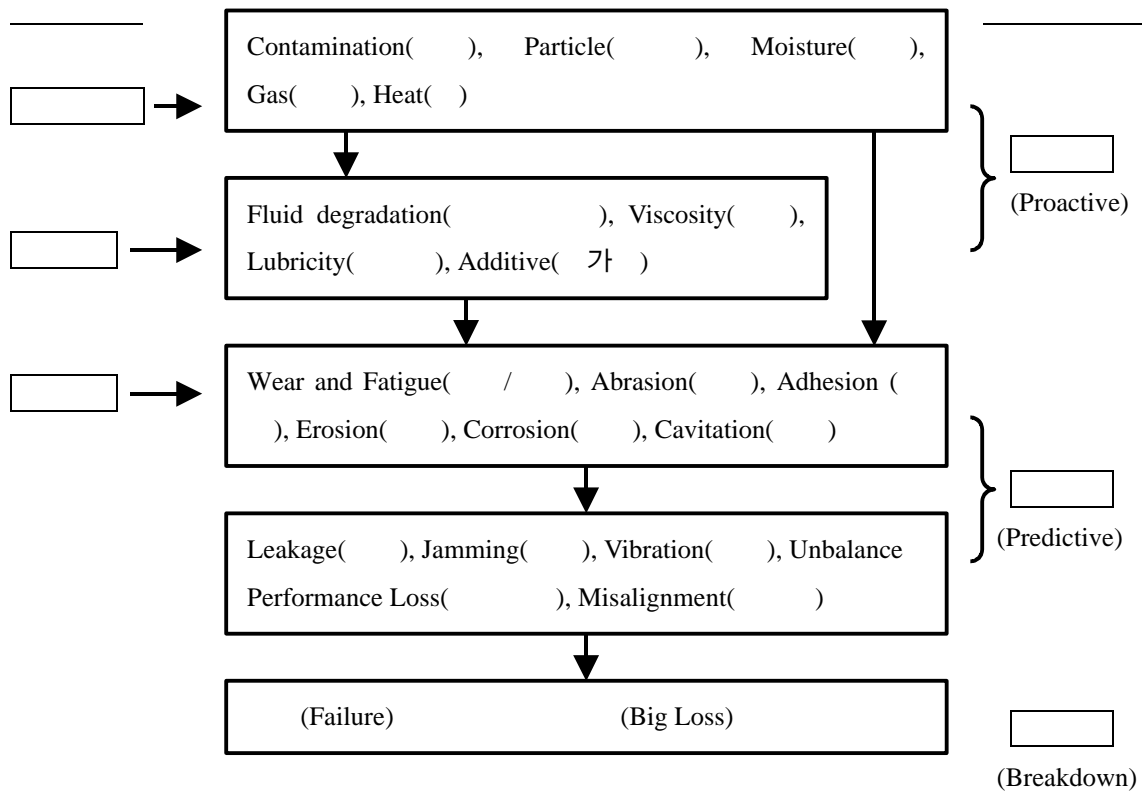 Contamination( ), Particle( ), Moisture( ),
Gas( ), Heat( )
(Proactive)
Fluid degradation( ), Viscosity( ),
Lubricity( ), Additive( 가 )
Wear and Fatigue( / ), Abrasion( ), Adhesion (
), Erosion( ), Corrosion( ), Cavitation( )
(Predictive)
Leakage( ), Jamming( ), Vibration( ), Unbalance
Performance Loss( ), Misalignment( )
(Failure) (Big Loss)
(Breakdown)